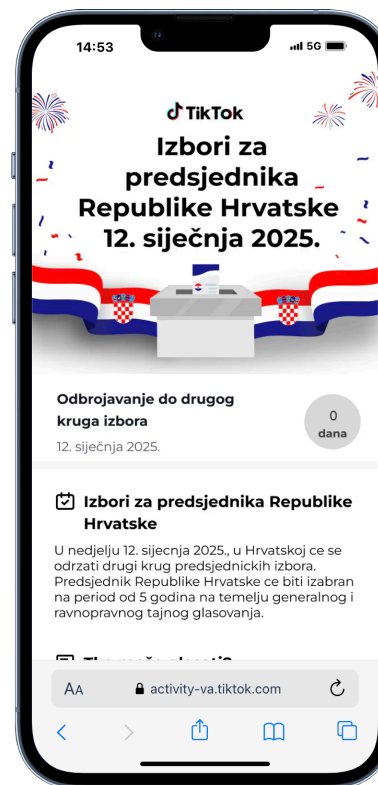 14:53
5G
TikTok
Izbori za
predsjednika
Republike Hrvatske
12. siječnja 2025.
Odbrojavanje do drugog
kruga izbora
12. siječnja 2025.
0
dana
Izbori za predsjednika Republike
Hrvatske
U nedjelju 12. sijecnja 2025., u Hrvatskoj ce se
odrzati drugi krug predsjednickih izbora.
Predsjednik Republike Hrvatske ce biti izabran
na period od 5 godina na temelju generalnog i
ravnopravnog tajnog glasovanja.
AA
activity-va.tiktok.com